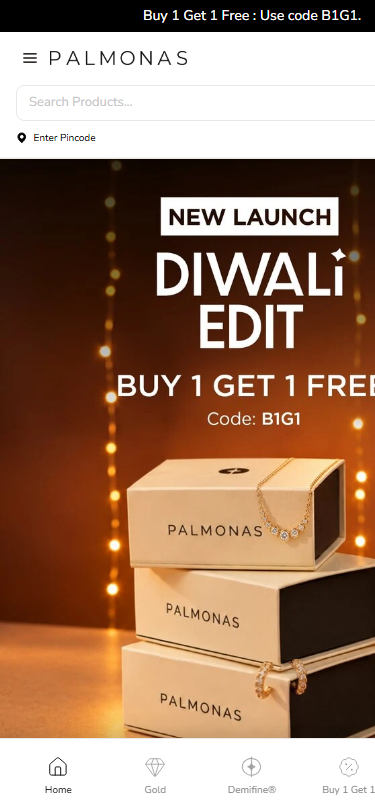 Buy 1 Get 1 Free : Use code B1G1.
PALMONAS
Search Products...
Enter Pincode
NEW LAUNCH
DIWALi
EDIT
BUY 1 GET 1 FREE
Code: B1G1
PALMONAS
PALMONAS
PALMONAS
Home
Gold
Demifine®
Buy 1 Get 1